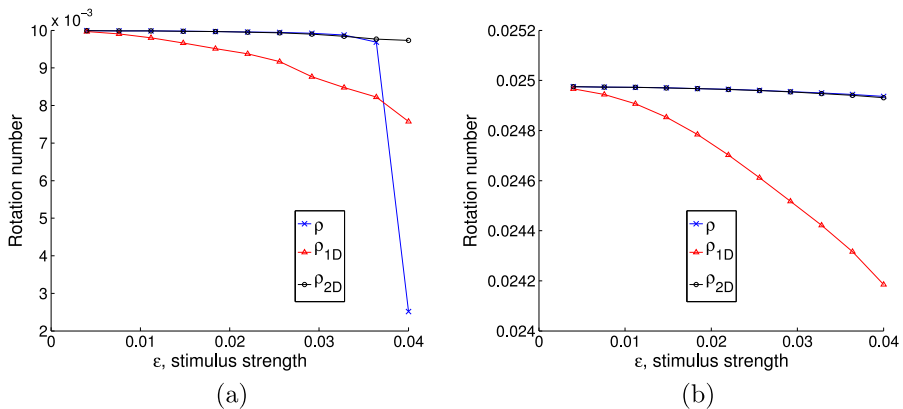 10 × 10⁻³
9
8
7
6
5
4
3
2
0
0.01
0.02
0.03
0.04
Rotation number
ε, stimulus strength
ρ
ρ1D
ρ2D
(a)
0.0252
0.025
0.0248
0.0246
0.0244
0.0242
0.024
0
0.01
0.02
0.03
0.04
Rotation number
ε, stimulus strength
ρ
ρ1D
ρ2D
(b)